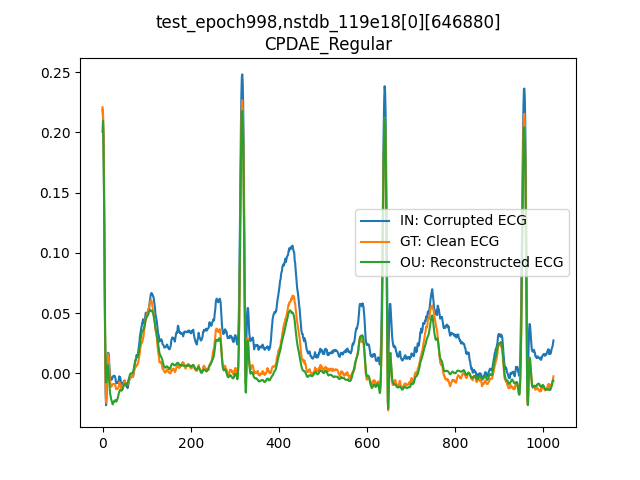 test_epoch998,nstdb_119e18[0][646880]
CPDAE_Regular
0.25
0.20
0.15
0.10
0.05
0.00
IN: Corrupted ECG
GT: Clean ECG
OU: Reconstructed ECG
0 200 400 600 800 1000